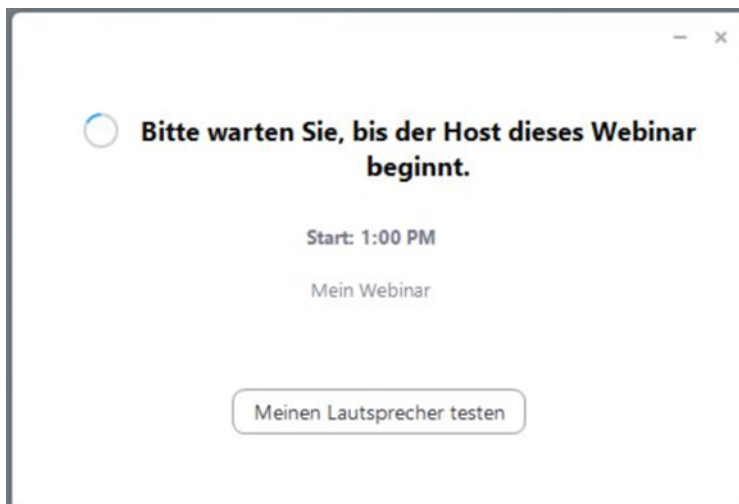 Bitte warten Sie, bis der Host dieses Webinar
beginnt.
Start: 1:00 PM
Mein Webinar
Meinen Lautsprecher testen